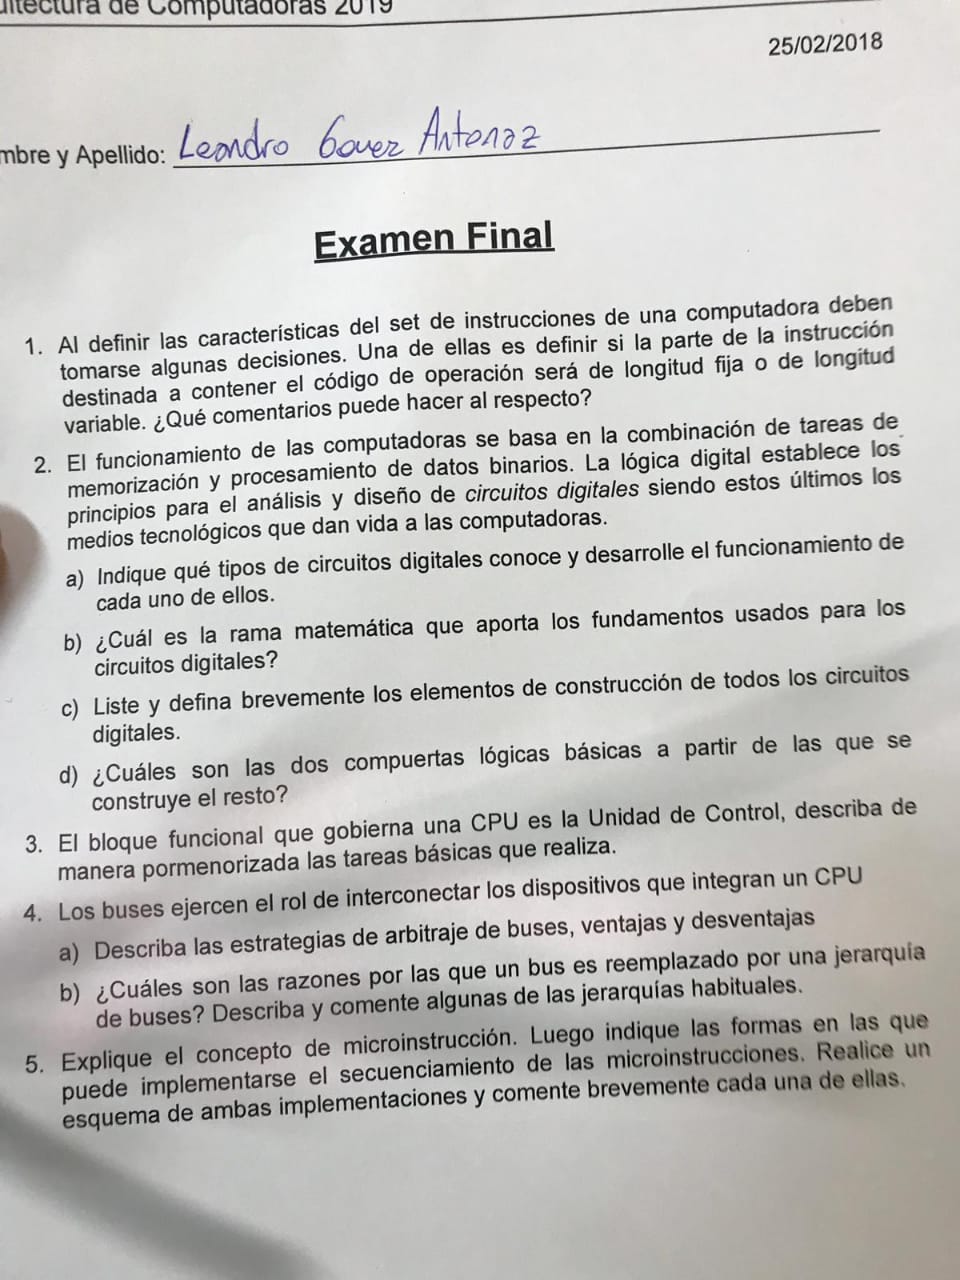 uitectura de Computadoras 2019
25/02/2018
mbre y Apellido: Leandro
Examen Final
1. Al definir las características del set de instrucciones de una computadora deben
tomarse algunas decisiones. Una de ellas es definir si la parte de la instrucción
destinada a contener el código de operación será de longitud fija o de longitud
variable. ¿Qué comentarios puede hacer al respecto?
2. El funcionamiento de las computadoras se basa en la combinación de tareas de
memorización y procesamiento de datos binarios. La lógica digital establece los
principios para el análisis y diseño de circuitos digitales siendo estos últimos los
medios tecnológicos que dan vida a las computadoras.
a) Indique qué tipos de circuitos digitales conoce y desarrolle el funcionamiento de
cada uno de ellos.
b) ¿Cuál es la rama matemática que aporta los fundamentos usados para los
circuitos digitales?
c) Liste y defina brevemente los elementos de construcción de todos los circuitos
digitales.
d) ¿Cuáles son las dos compuertas lógicas básicas a partir de las que se
construye el resto?
3. El bloque funcional que gobierna una CPU es la Unidad de Control, describa de
manera pormenorizada las tareas básicas que realiza.
4. Los buses ejercen el rol de interconectar los dispositivos que integran un CPU
a) Describa las estrategias de arbitraje de buses, ventajas y desventajas
b) ¿Cuáles son las razones por las que un bus es reemplazado por una jerarquía
de buses? Describa y comente algunas de las jerarquías habituales.
5. Explique el concepto de microinstrucción. Luego indique las formas en las que
puede implementarse el secuenciamiento de las microinstrucciones. Realice un
esquema de ambas implementaciones y comente brevemente cada una de ellas.